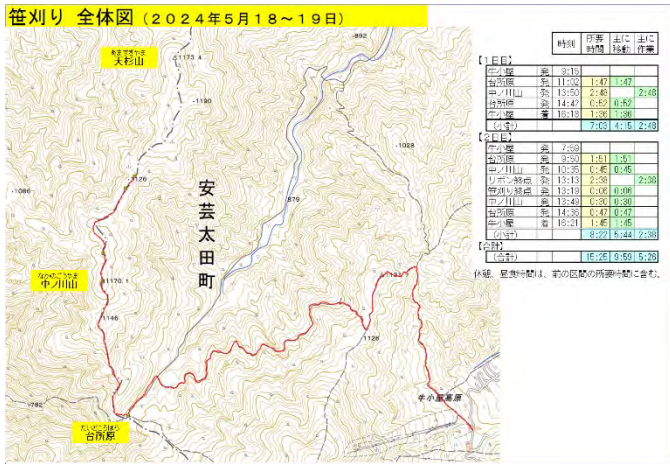 笹刈り 全体図（２０２４年５月１８～１９日）
時刻 所要時間 主に移動 主に作業
【１日目】
牛小屋 発 9:15
台所原 発 11:02 1:47 1:47
中ノ川山 発 13:50 2:48 2:48
台所原 発 14:42 0:52 0:52
牛小屋 着 16:18 1:36 1:36
（小計） 7:03 4:15 2:48
【２日目】
牛小屋 発 7:59
台所原 発 9:50 1:51 1:51
中ノ川山 発 10:35 0:45 0:45
リボン終点 発 13:13 2:38 2:38
笹刈り終点 発 13:19 0:06 0:06
中ノ川山 発 13:49 0:30 0:30
台所原 発 14:36 0:47 0:47
牛小屋 着 16:21 1:45 1:45
（小計） 8:22 5:44 2:38
【合計】
（合計） 15:25 9:59 5:26
休憩、昼食時間は、前の区間の所要時間に含む。
あますぎやま
天杉山
1173.4
892
1190
1028
1126
1086
879
安芸太田町
なかのごうやま
中ノ川山
1170.1
1146
1126
792
牛小屋高原
だいどころはら
台所原